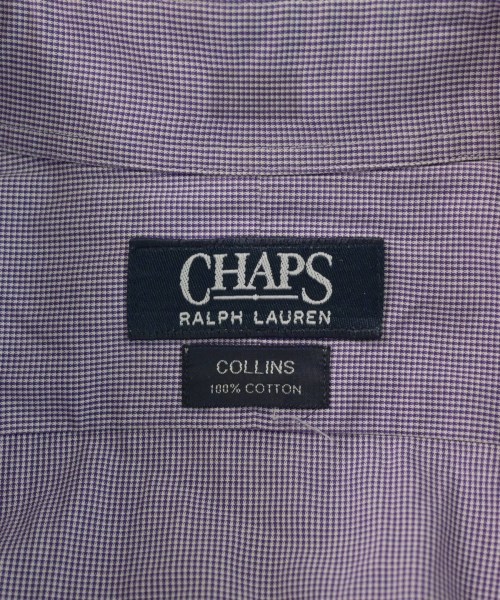 CHAPS
RALPH LAUREN
COLLINS
100% COTTON